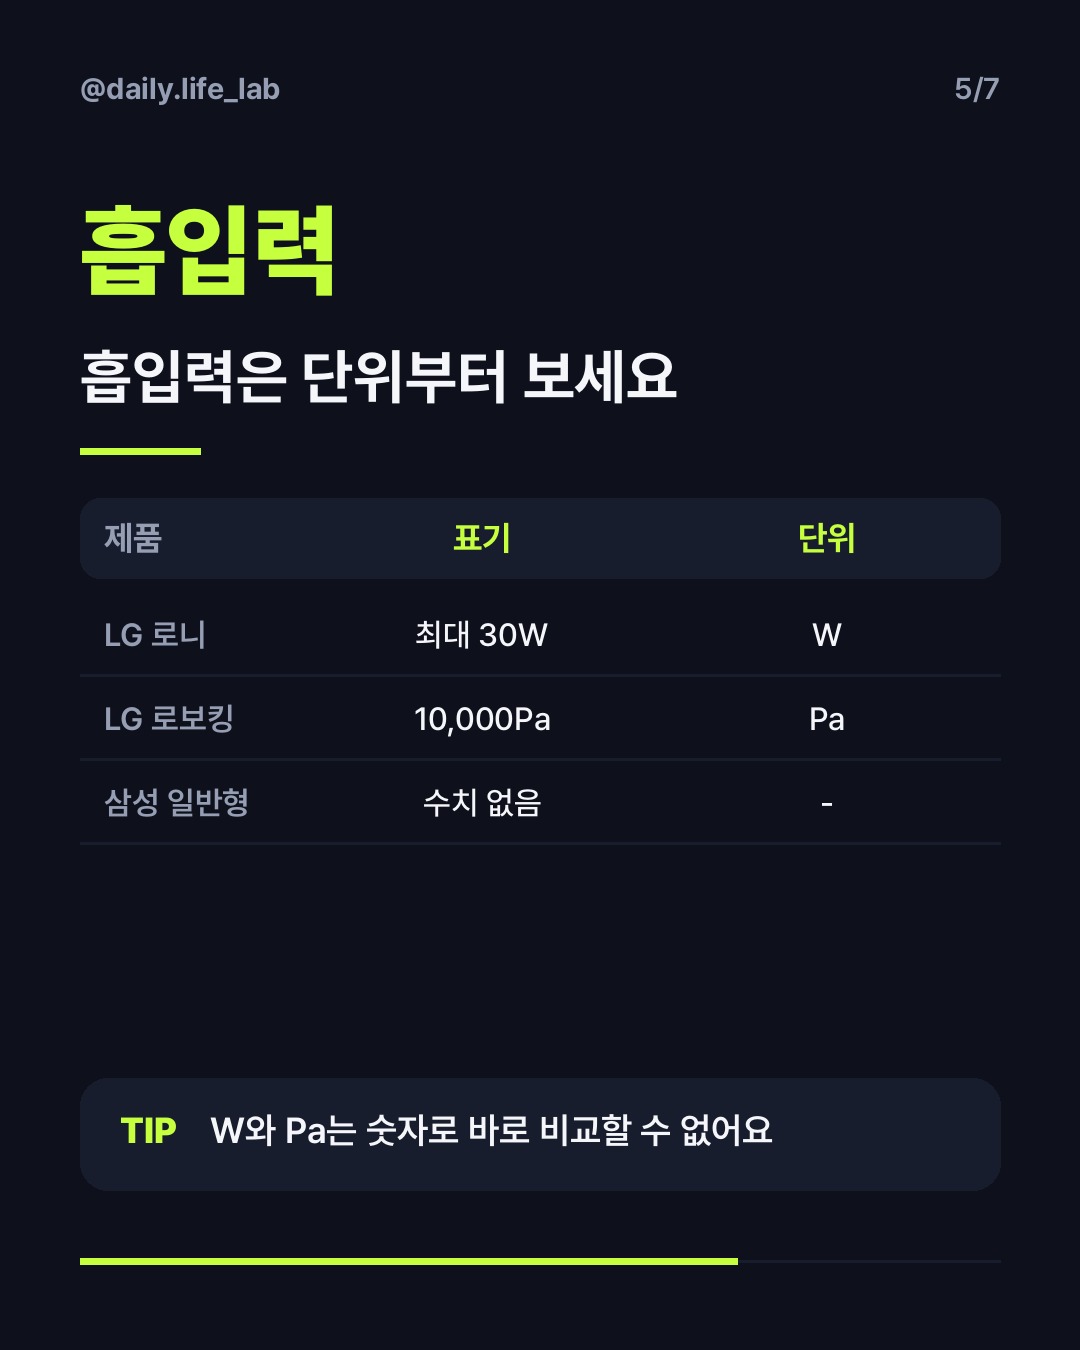 @daily.life_lab 5/7
흡입력
흡입력은 단위부터 보세요
제품 표기 단위
LG 로니 최대 30W W
LG 로보킹 10,000Pa Pa
삼성 일반형 수치 없음 -
TIP W와 Pa는 숫자로 바로 비교할 수 없어요